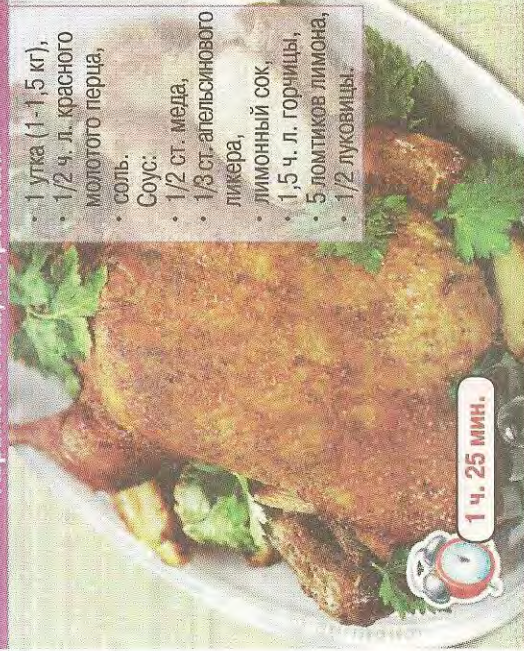 • 1 утка (1-1,5 кг),
• 1/2 ч. л. красного
молотого перца,
• соль.
Соус:
• 1/2 ст. меда,
• 1/3 ст. апельсинового
ликера,
• лимонный сок,
• 1,5 ч. л. горчицы,
• 5 ломтиков лимона,
• 1/2 луковицы.
1 ч. 25 мин.